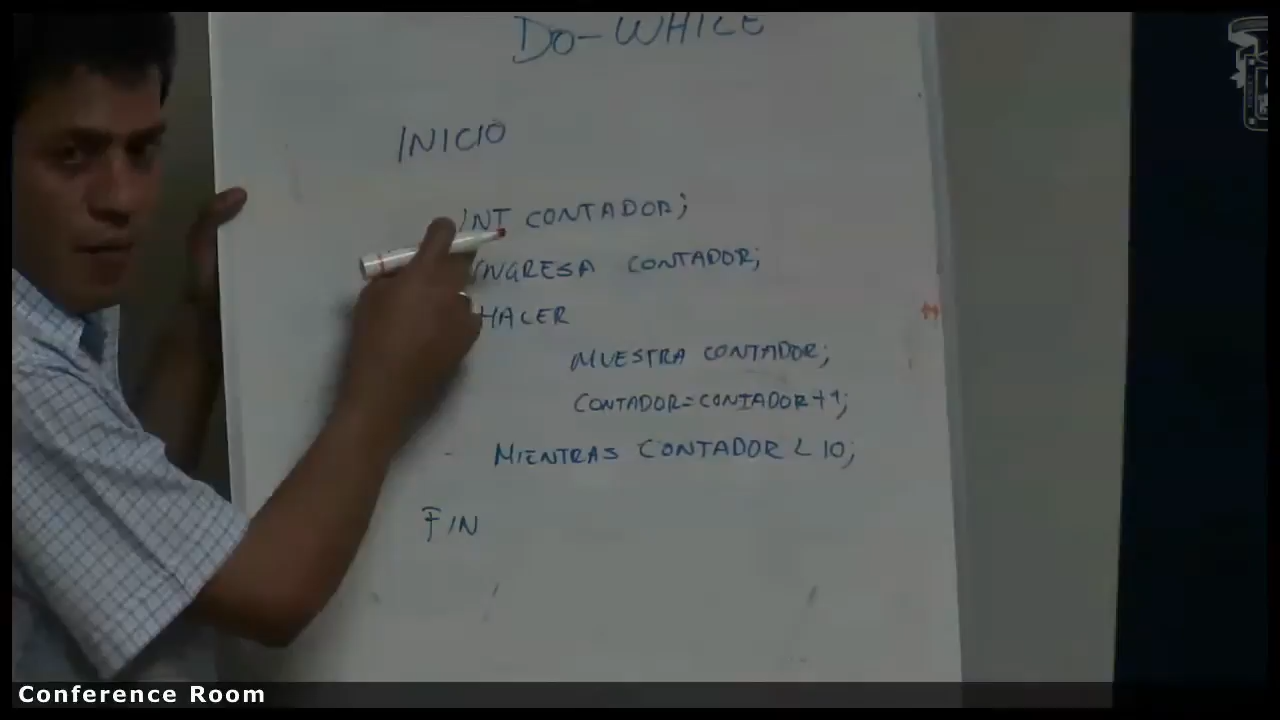 DO-WHILE
INICIO
INT CONTADOR;
INGRESA CONTADOR;
HACER
MUESTRA CONTADOR;
CONTADOR=CONTADOR+1;
MIENTRAS CONTADOR < 10;
FIN
Conference Room